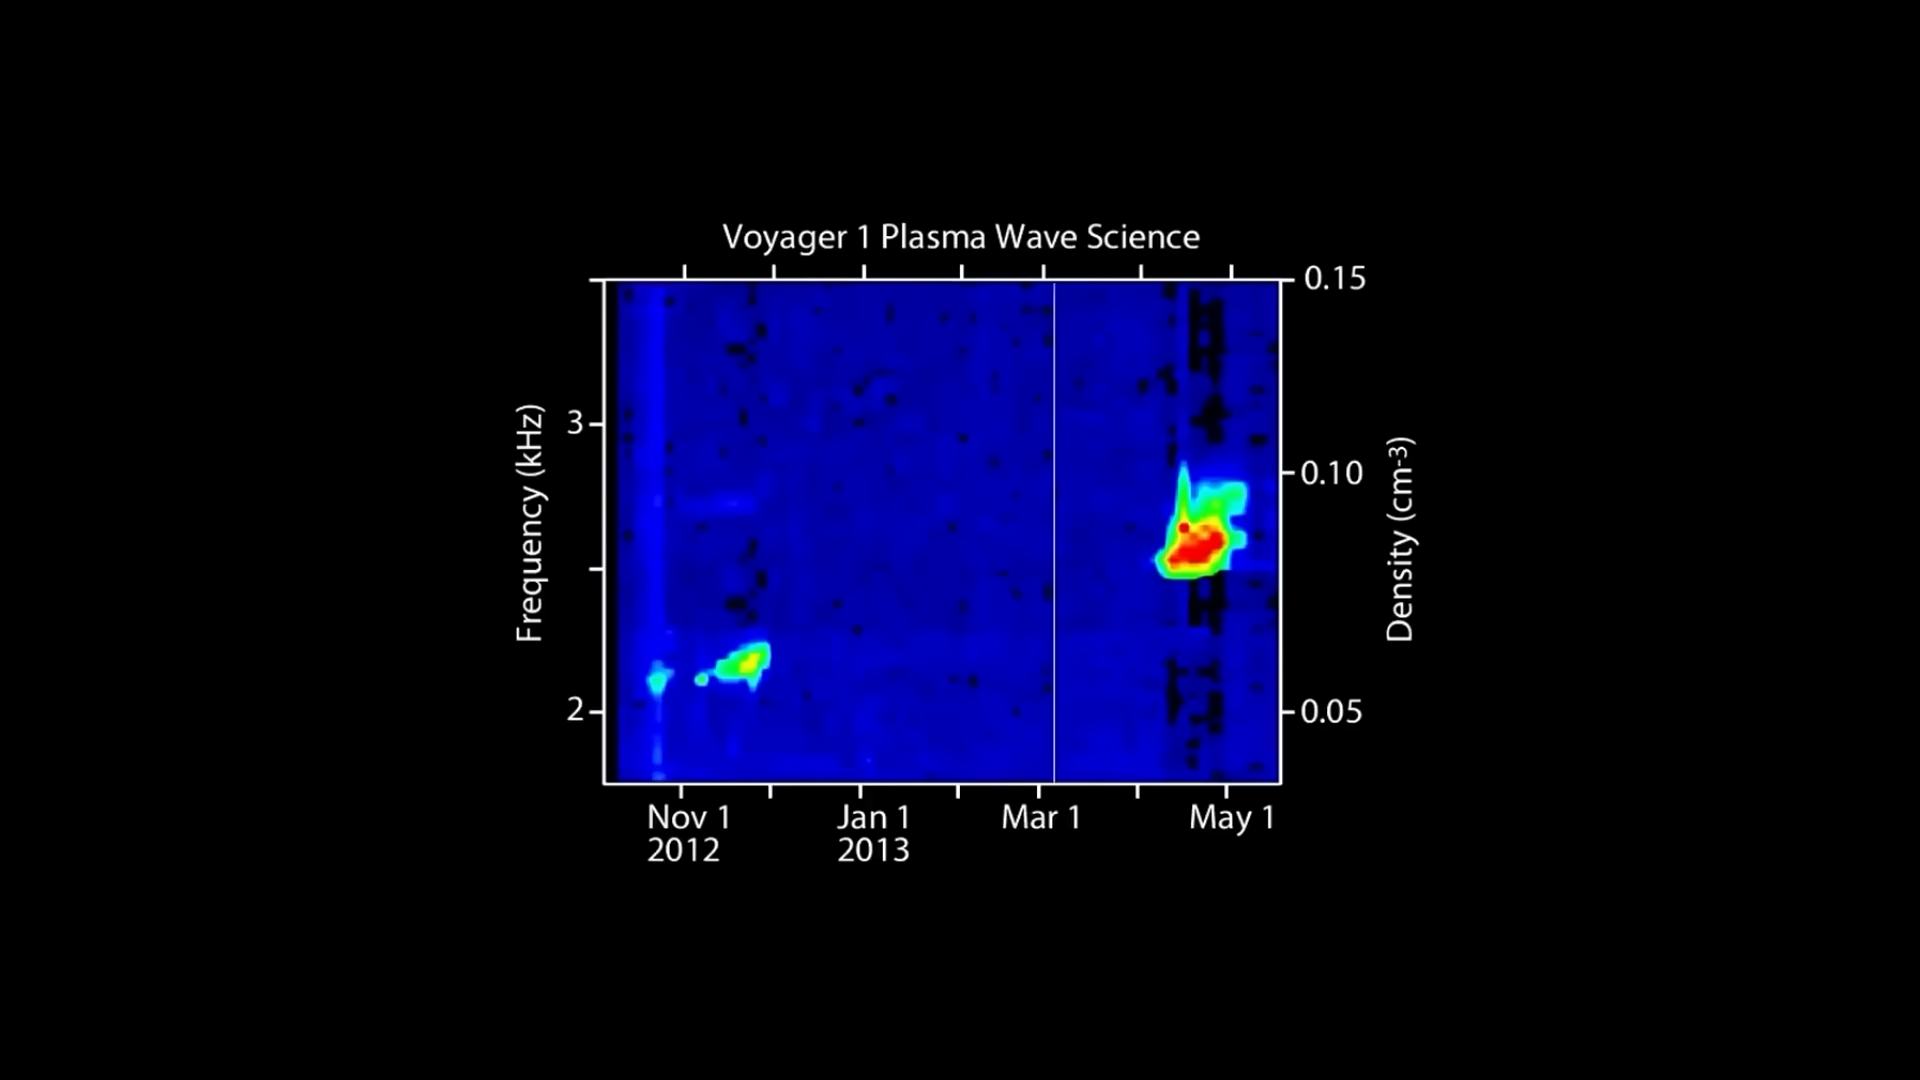 Voyager 1 Plasma Wave Science
0.15
3
0.10
Frequency (kHz)
Density (cm-3)
2
0.05
Nov 1
2012
Jan 1
2013
Mar 1
May 1